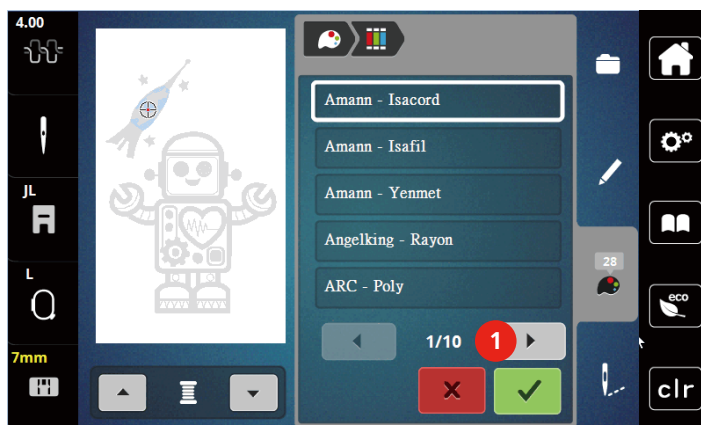 4.00
JL
L
7mm
Amann - Isacord
Amann - Isafil
Amann - Yenmet
Angelking - Rayon
ARC - Poly
1/10
1
28
eco
clr